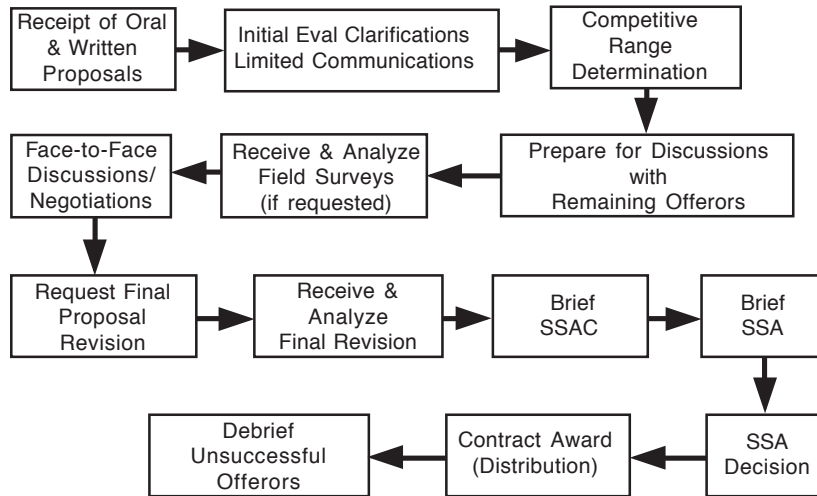 Receipt of Oral
& Written
Proposals
Initial Eval Clarifications
Limited Communications
Competitive
Range
Determination
Face-to-Face
Discussions/
Negotiations
Receive & Analyze
Field Surveys
(if requested)
Prepare for Discussions
with
Remaining Offerors
Request Final
Proposal
Revision
Receive &
Analyze
Final Revision
Brief
SSAC
Brief
SSA
Debrief
Unsuccessful
Offerors
Contract Award
(Distribution)
SSA
Decision